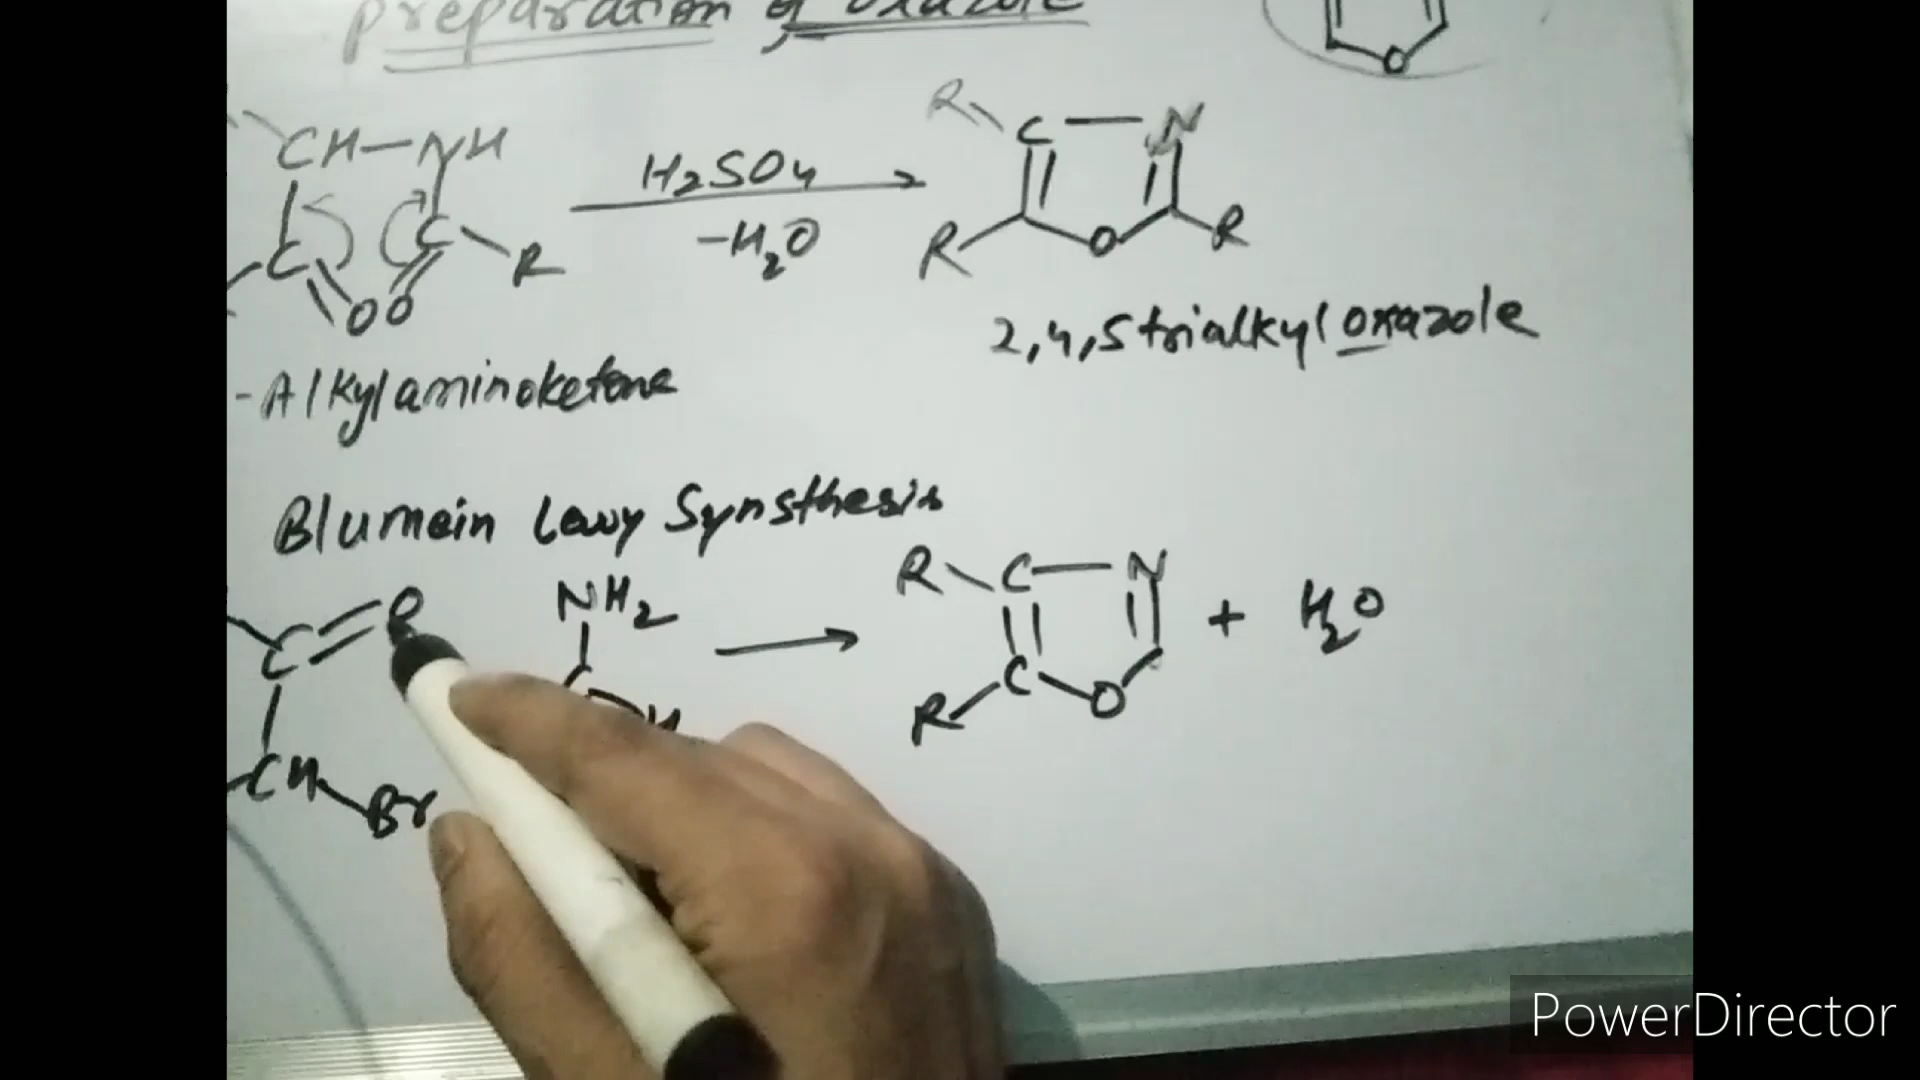 preparation of oxazole
O
R
CH-NH
H2SO4
-H2O
C
C
R
O
O
R
C
N
R
O
R
-Alkylaminoketone
2,4,5 trialkyl oxazole
Blumein Lewy Synsthesis
C
O
NH2
CH
Br
C
H
R
C
N
R
C
O
+ H2O
PowerDirector